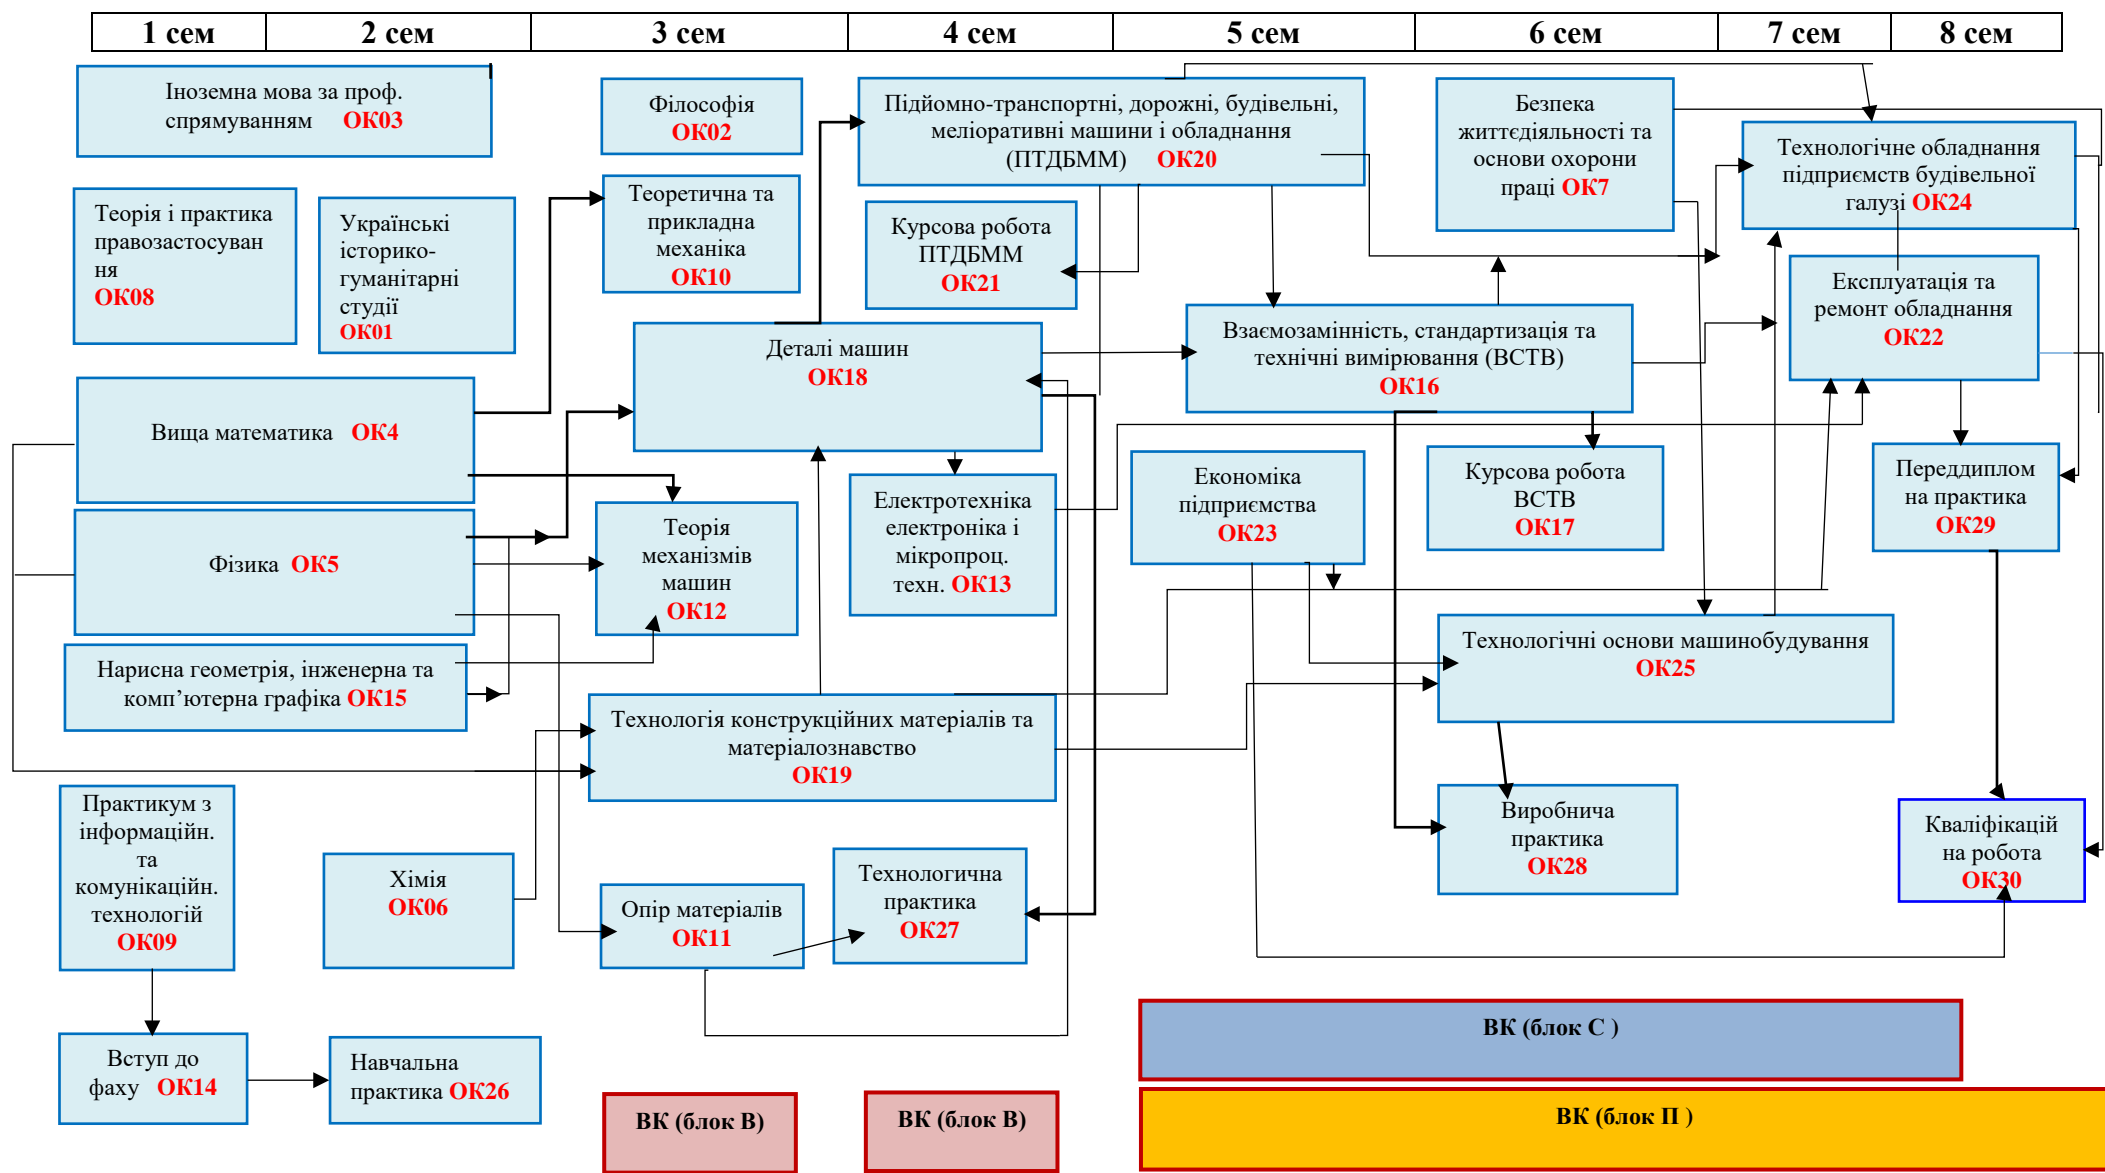 1 сем 2 сем 3 сем 4 сем 5 сем 6 сем 7 сем 8 сем
Іноземна мова за проф.
спрямуванням ОК03
Філософія
ОК02
Підйомно-транспортні, дорожні, будівельні,
меліоративні машини і обладнання
(ПТДБММ) ОК20
Безпека
життєдіяльності та
основи охорони
праці ОК7
Технологічне обладнання
підприємств будівельної
галузі ОК24
Теорія і практика
правозастосуван
ня
ОК08
Українські
історико-
гуманітарні
студії
ОК01
Теоретична та
прикладна
механіка
ОК10
Курсова робота
ПТДБММ
ОК21
Експлуатація та
ремонт обладнання
ОК22
Деталі машин
ОК18
Взаємозамінність, стандартизація та
технічні вимірювання (ВСТВ)
ОК16
Вища математика ОК4
Електротехніка
електроніка і
мікропроц.
техн. ОК13
Економіка
підприємства
ОК23
Курсова робота
ВСТВ
ОК17
Переддиплом
на практика
ОК29
Фізика ОК5
Теорія
механізмів
машин
ОК12
Нарисна геометрія, інженерна та
комп’ютерна графіка ОК15
Технологічні основи машинобудування
ОК25
Технологія конструкційних матеріалів та
матеріалознавство
ОК19
Практикум з
інформаційн.
та
комунікаційн.
технологій
ОК09
Хімія
ОК06
Опір матеріалів
ОК11
Технологична
практика
ОК27
Виробнича
практика
ОК28
Кваліфікацій
на робота
ОК30
Вступ до
фаху ОК14
Навчальна
практика ОК26
ВК (блок С )
ВК (блок В)
ВК (блок В)
ВК (блок П )